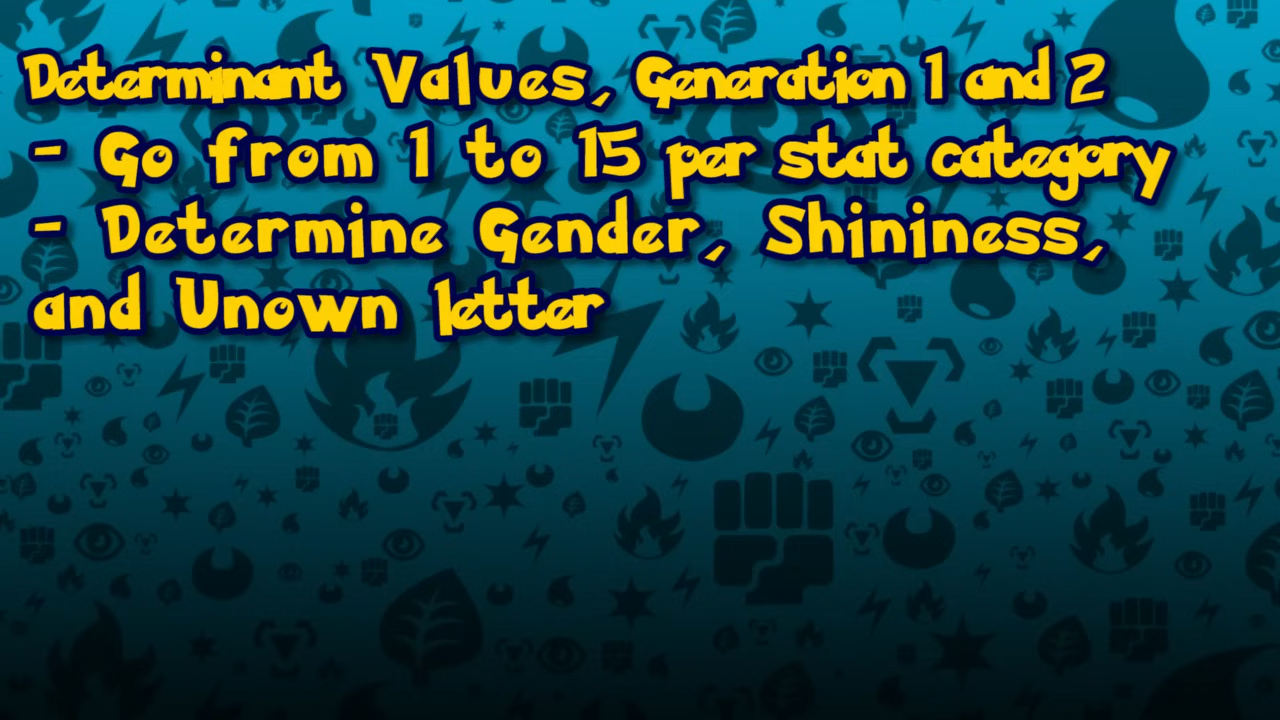 Determinant Values, Generation 1 and 2
- Go from 1 to 15 per stat category
- Determine Gender, Shininess,
and Unown letter